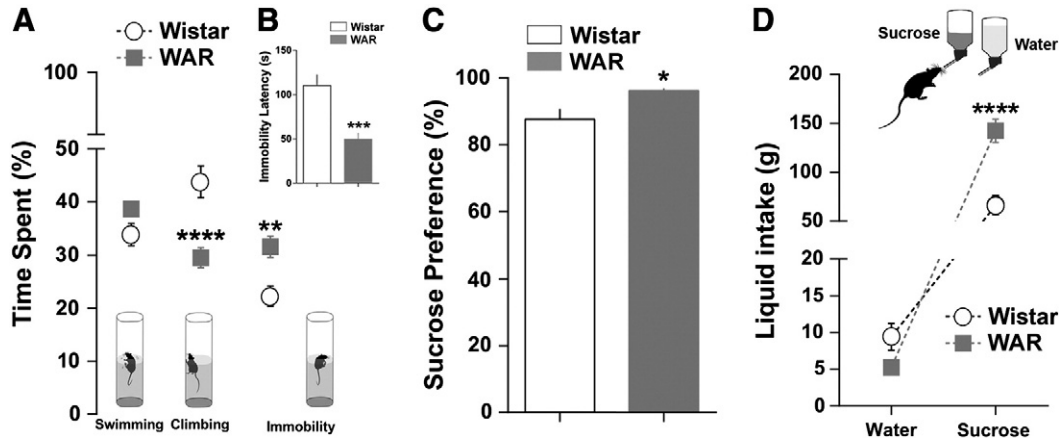 A
Wistar
WAR
Time Spent (%)
100
50
40
30
20
10
0
****
**
Swimming
Climbing
Immobility
B
Wistar
WAR
Immobility Latency (s)
150
100
50
0
***
C
Wistar
WAR
Sucrose Preference (%)
100
80
60
40
20
0
*
D
Sucrose
Water
Liquid intake (g)
200
150
100
50
20
15
10
5
0
****
Wistar
WAR
Water
Sucrose